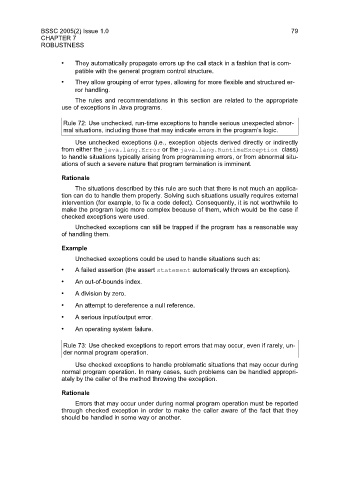 BSSC 2005(2) Issue 1.0 79
CHAPTER 7
ROBUSTNESS
• They automatically propagate errors up the call stack in a fashion that is com-
patible with the general program control structure.
• They allow grouping of error types, allowing for more flexible and structured er-
ror handling.
The rules and recommendations in this section are related to the appropriate
use of exceptions in Java programs.
Rule 72: Use unchecked, run-time exceptions to handle serious unexpected abnor-
mal situations, including those that may indicate errors in the program's logic.
Use unchecked exceptions (i.e., exception objects derived directly or indirectly
from either the java.lang.Error or the java.lang.RuntimeException class)
to handle situations typically arising from programming errors, or from abnormal situ-
ations of such a severe nature that program termination is imminent.
Rationale
The situations described by this rule are such that there is not much an applica-
tion can do to handle them properly. Solving such situations usually requires external
intervention (for example, to fix a code defect). Consequently, it is not worthwhile to
make the program logic more complex because of them, which would be the case if
checked exceptions were used.
Unchecked exceptions can still be trapped if the program has a reasonable way
of handling them.
Example
Unchecked exceptions could be used to handle situations such as:
• A failed assertion (the assert statement automatically throws an exception).
• An out-of-bounds index.
• A division by zero.
• An attempt to dereference a null reference.
• A serious input/output error.
• An operating system failure.
Rule 73: Use checked exceptions to report errors that may occur, even if rarely, un-
der normal program operation.
Use checked exceptions to handle problematic situations that may occur during
normal program operation. In many cases, such problems can be handled appropri-
ately by the caller of the method throwing the exception.
Rationale
Errors that may occur under during normal program operation must be reported
through checked exception in order to make the caller aware of the fact that they
should be handled in some way or another.